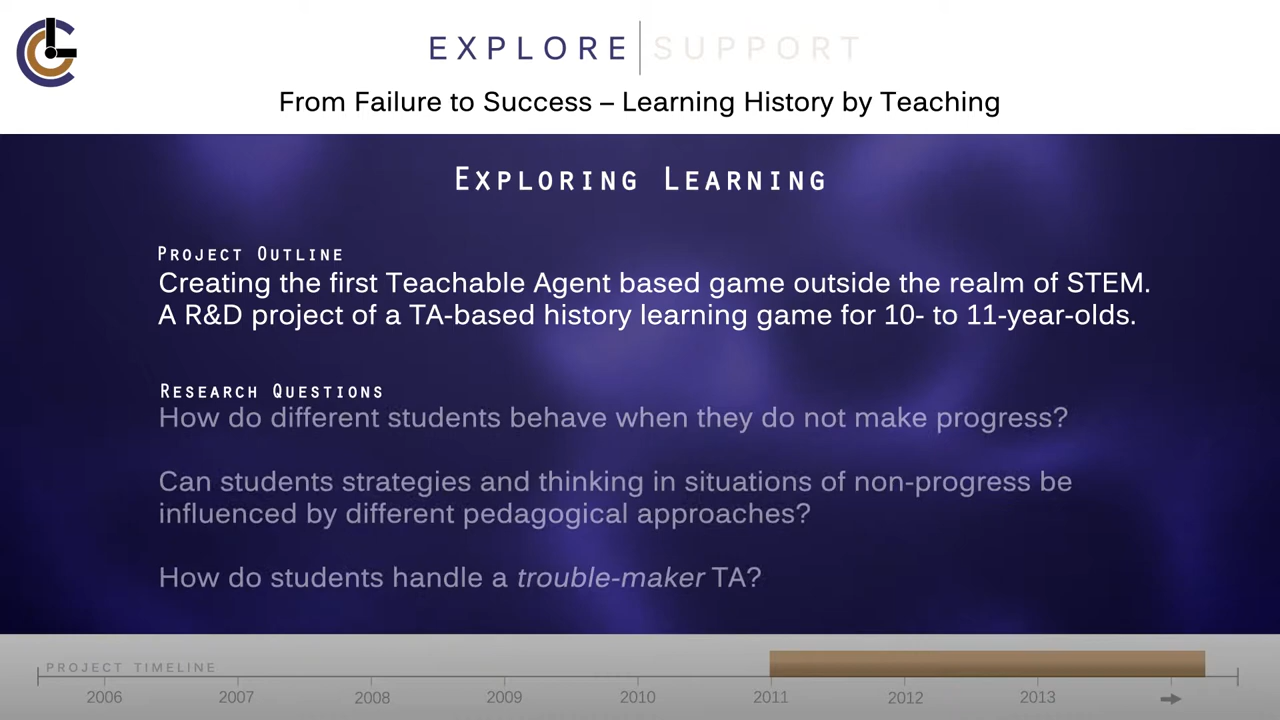 EXPLORE SUPPORT
From Failure to Success – Learning History by Teaching
Exploring Learning
Project Outline
Creating the first Teachable Agent based game outside the realm of STEM.
A R&D project of a TA-based history learning game for 10- to 11-year-olds.
Research Questions
How do different students behave when they do not make progress?
Can students strategies and thinking in situations of non-progress be
influenced by different pedagogical approaches?
How do students handle a trouble-maker TA?
PROJECT TIMELINE
2006 2007 2008 2009 2010 2011 2012 2013